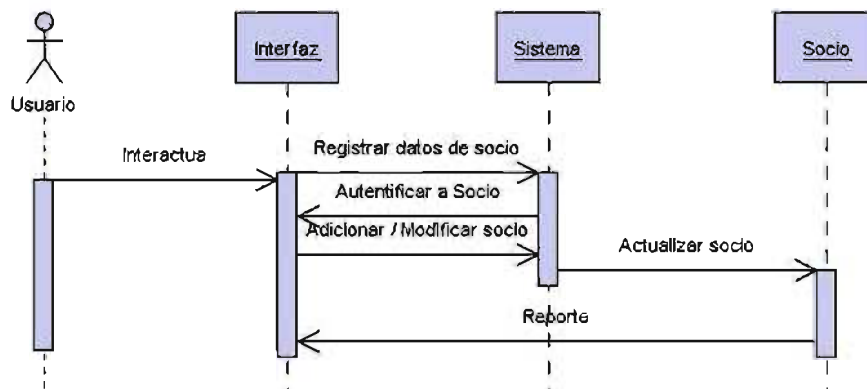 Interfaz
Sistema
Socio
Usuario
Interactua
Registrar datos de socio
Autentificar a Socio
Adicionar / Modificar socio
Actualizar socio
Reporte